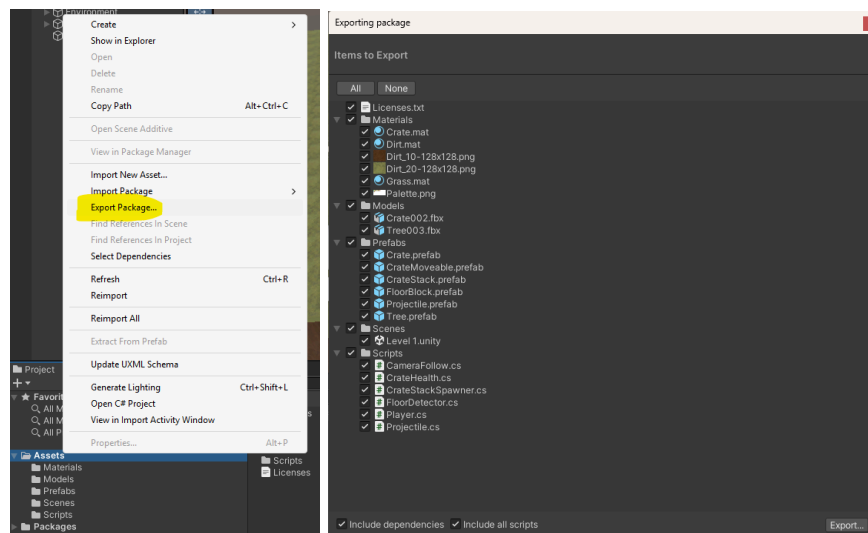 Environment
Create
Show in Explorer
Open
Delete
Rename
Copy Path Alt+Ctrl+C
Open Scene Additive
View in Package Manager
Import New Asset...
Import Package
Export Package...
Find References In Scene
Find References In Project
Select Dependencies
Refresh Ctrl+R
Reimport
Reimport All
Extract From Prefab
Update UXML Schema
Generate Lighting Ctrl+Shift+L
Open C# Project
View in Import Activity Window
Properties... Alt+P
Project
Favorit
All M
All M
All P
Assets
Materials
Models
Prefabs
Scenes
Scripts
Packages
Scripts
Licenses
Exporting package
Items to Export
All None
Licenses.txt
Materials
Crate.mat
Dirt.mat
Dirt_10-128x128.png
Dirt_20-128x128.png
Grass.mat
Palette.png
Models
Crate002.fbx
Tree003.fbx
Prefabs
Crate.prefab
CrateMoveable.prefab
CrateStack.prefab
FloorBlock.prefab
Projectile.prefab
Tree.prefab
Scenes
Level 1.unity
Scripts
CameraFollow.cs
CrateHealth.cs
CrateStackSpawner.cs
FloorDetector.cs
Player.cs
Projectile.cs
Include dependencies Include all scripts Export...